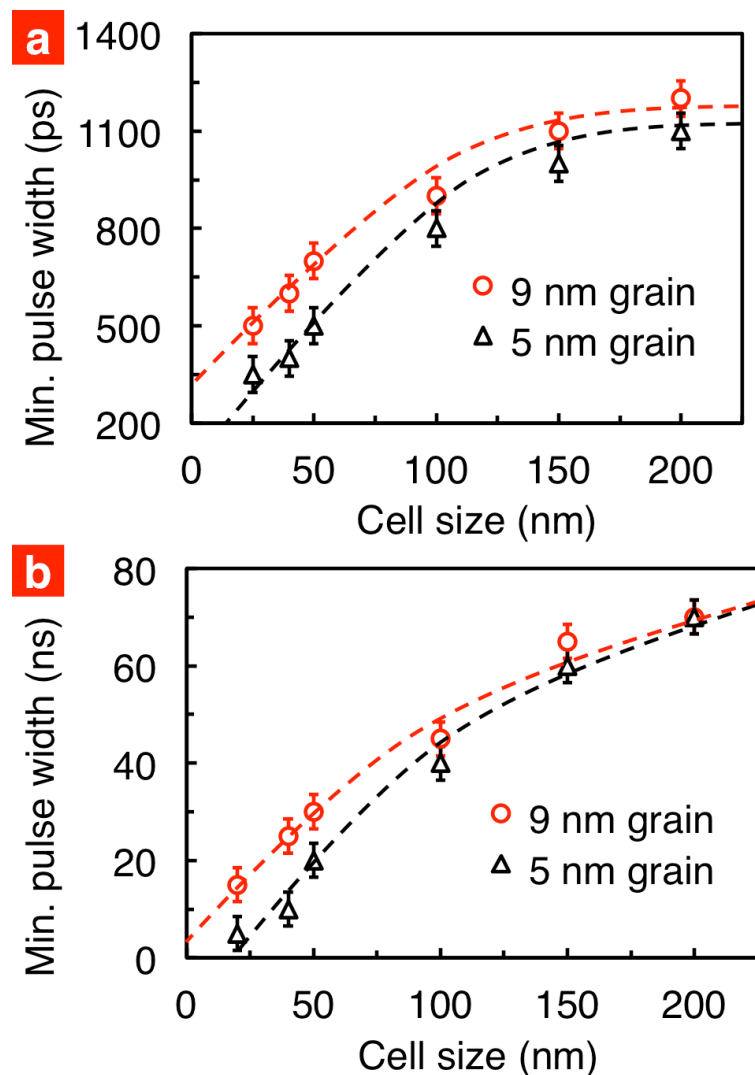 a
1400
1100
800
500
200
Min. pulse width (ps)
9 nm grain
5 nm grain
0 50 100 150 200
Cell size (nm)
b
80
60
40
20
0
Min. pulse width (ns)
9 nm grain
5 nm grain
0 50 100 150 200
Cell size (nm)